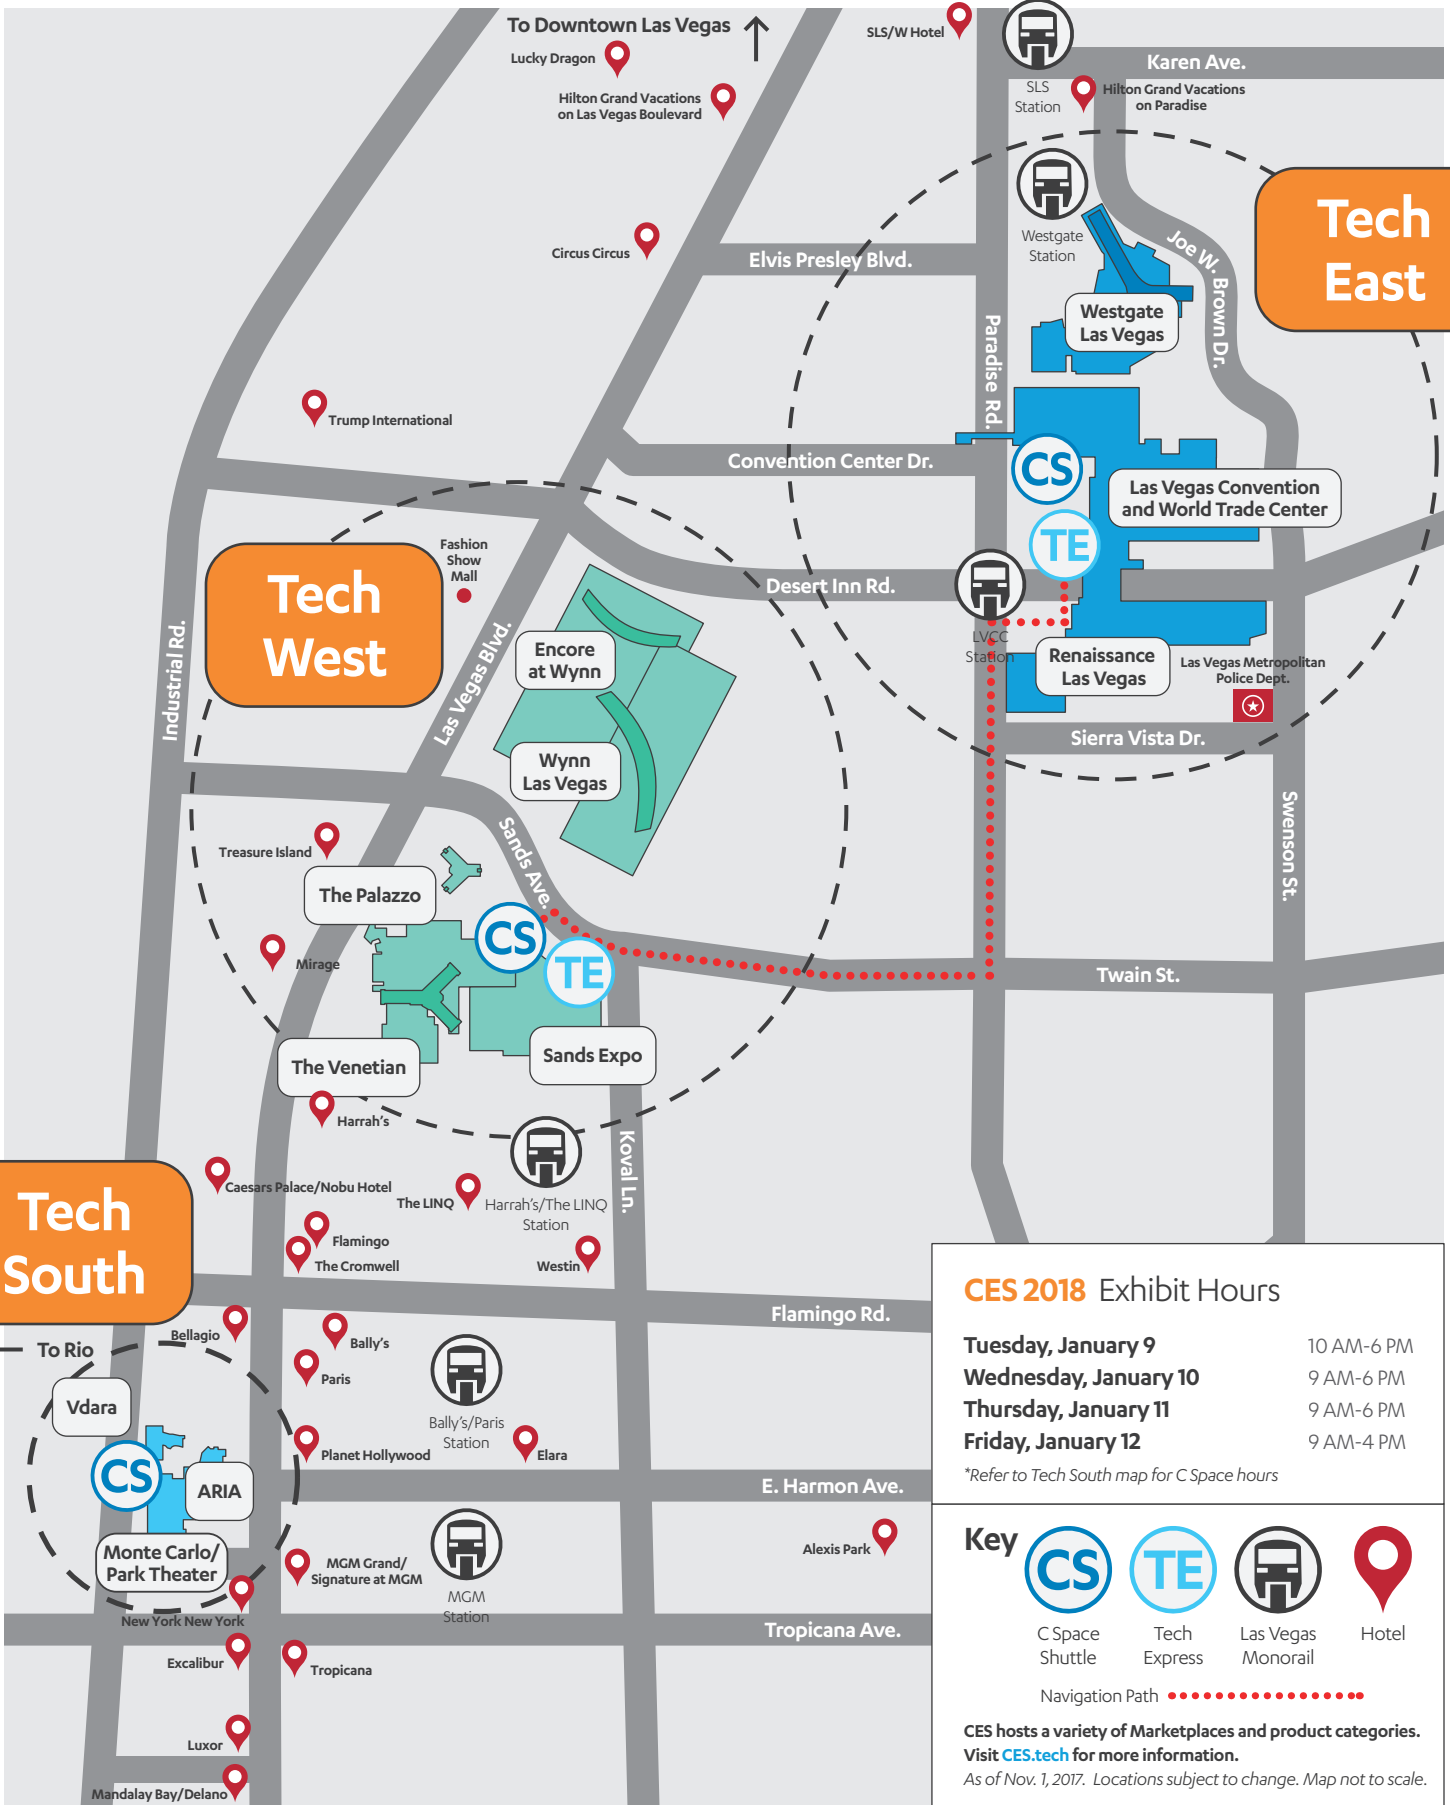 To Downtown Las Vegas
SLS/W Hotel
Lucky Dragon
Hilton Grand Vacations
on Las Vegas Boulevard
Karen Ave.
SLS
Station
Hilton Grand Vacations
on Paradise
Tech
East
Westgate
Station
Joe W. Brown Dr.
Circus Circus
Elvis Presley Blvd.
Westgate
Las Vegas
Paradise Rd.
Trump International
Convention Center Dr.
CS
Las Vegas Convention
and World Trade Center
TE
Fashion
Show
Mall
Tech
West
Desert Inn Rd.
LVCC
Station
Encore
at Wynn
Renaissance
Las Vegas
Las Vegas Metropolitan
Police Dept.
Industrial Rd.
Las Vegas Blvd.
Sierra Vista Dr.
Wynn
Las Vegas
Swenson St.
Sands Ave.
Treasure Island
The Palazzo
CS
TE
Mirage
Twain St.
Sands Expo
The Venetian
Harrah's
Koval Ln.
Caesars Palace/Nobu Hotel
The LINQ
Harrah's/The LINQ
Station
Tech
South
Flamingo
The Cromwell
Westin
Flamingo Rd.
Bellagio
Bally's
To Rio
Paris
Vdara
Bally's/Paris
Station
Planet Hollywood
Elara
CS
ARIA
E. Harmon Ave.
Monte Carlo/
Park Theater
MGM Grand/
Signature at MGM
Alexis Park
MGM
Station
New York New York
Tropicana Ave.
Excalibur
Tropicana
Luxor
Mandalay Bay/Delano
CES 2018 Exhibit Hours
Tuesday, January 9 10 AM-6 PM
Wednesday, January 10 9 AM-6 PM
Thursday, January 11 9 AM-6 PM
Friday, January 12 9 AM-4 PM
*Refer to Tech South map for C Space hours
Key
CS
TE
C Space
Shuttle
Tech
Express
Las Vegas
Monorail
Hotel
Navigation Path
CES hosts a variety of Marketplaces and product categories.
Visit CES.tech for more information.
As of Nov. 1, 2017. Locations subject to change. Map not to scale.